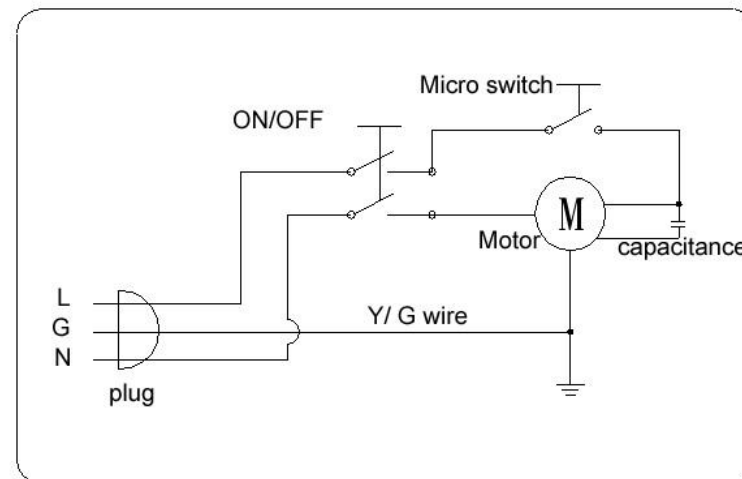 Micro switch
ON/OFF
M
Motor
capacitance
L
G
Y/ G wire
N
plug